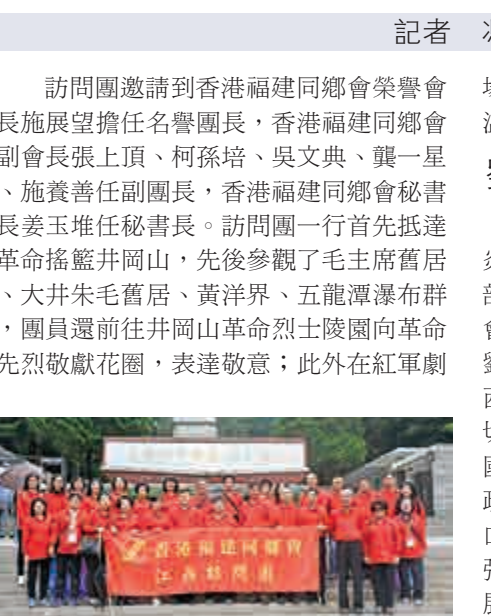 記者
訪問團邀請到香港福建同鄉會榮譽會
長施展望擔任名譽團長，香港福建同鄉會
副會長張上頂、柯孫培、吳文典、龔一星
、施養善任副團長，香港福建同鄉會秘書
長姜玉堆任秘書長。訪問團一行首先抵達
革命搖籃井岡山，先後參觀了毛主席舊居
、大井朱毛舊居、黃洋界、五龍潭瀑布群
，團員還前往井岡山革命烈士陵園向革命
先烈敬獻花圈，表達敬意；此外在紅軍劇
香港福建同鄉會
江西訪問團